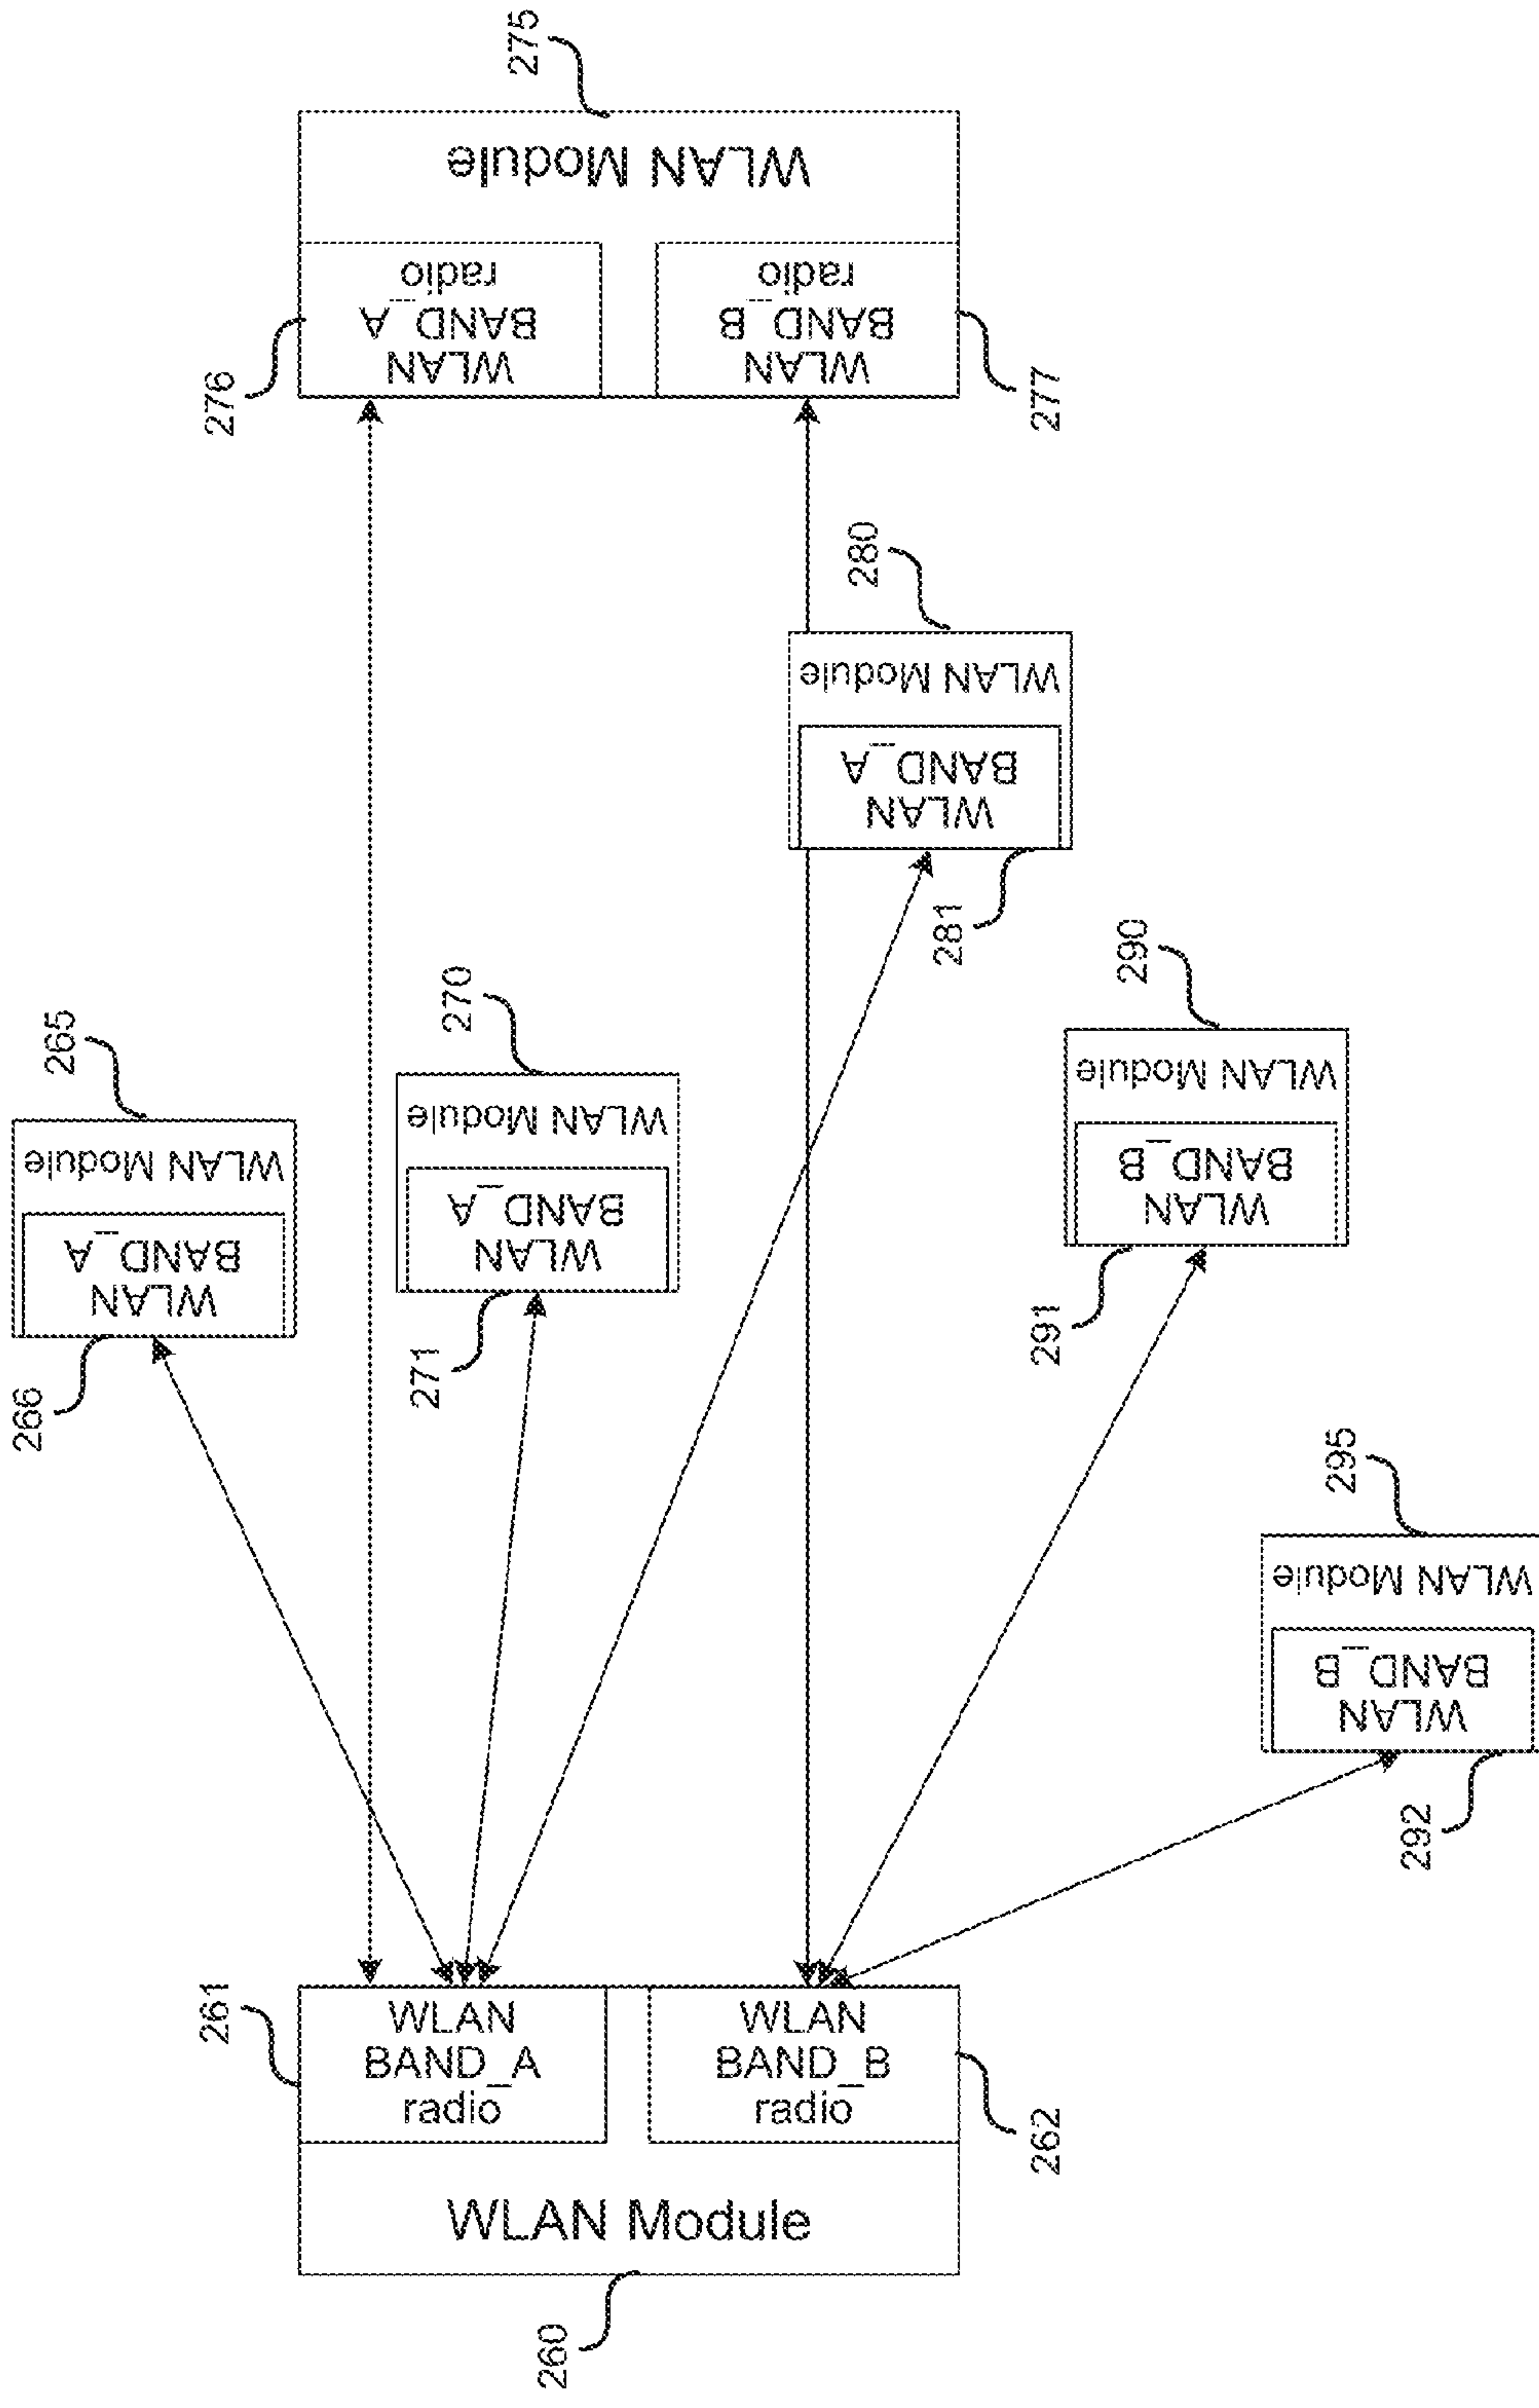 275
WLAN Module
276
WLAN
BAND_A
radio
WLAN
BAND_B
radio
277
280
WLAN Module
WLAN
BAND_A
281
265
WLAN Module
WLAN
BAND_A
266
270
WLAN Module
WLAN
BAND_A
271
290
WLAN Module
WLAN
BAND_B
291
295
WLAN Module
WLAN
BAND_B
292
261
WLAN
BAND_A
radio
WLAN
BAND_B
radio
262
WLAN Module
260